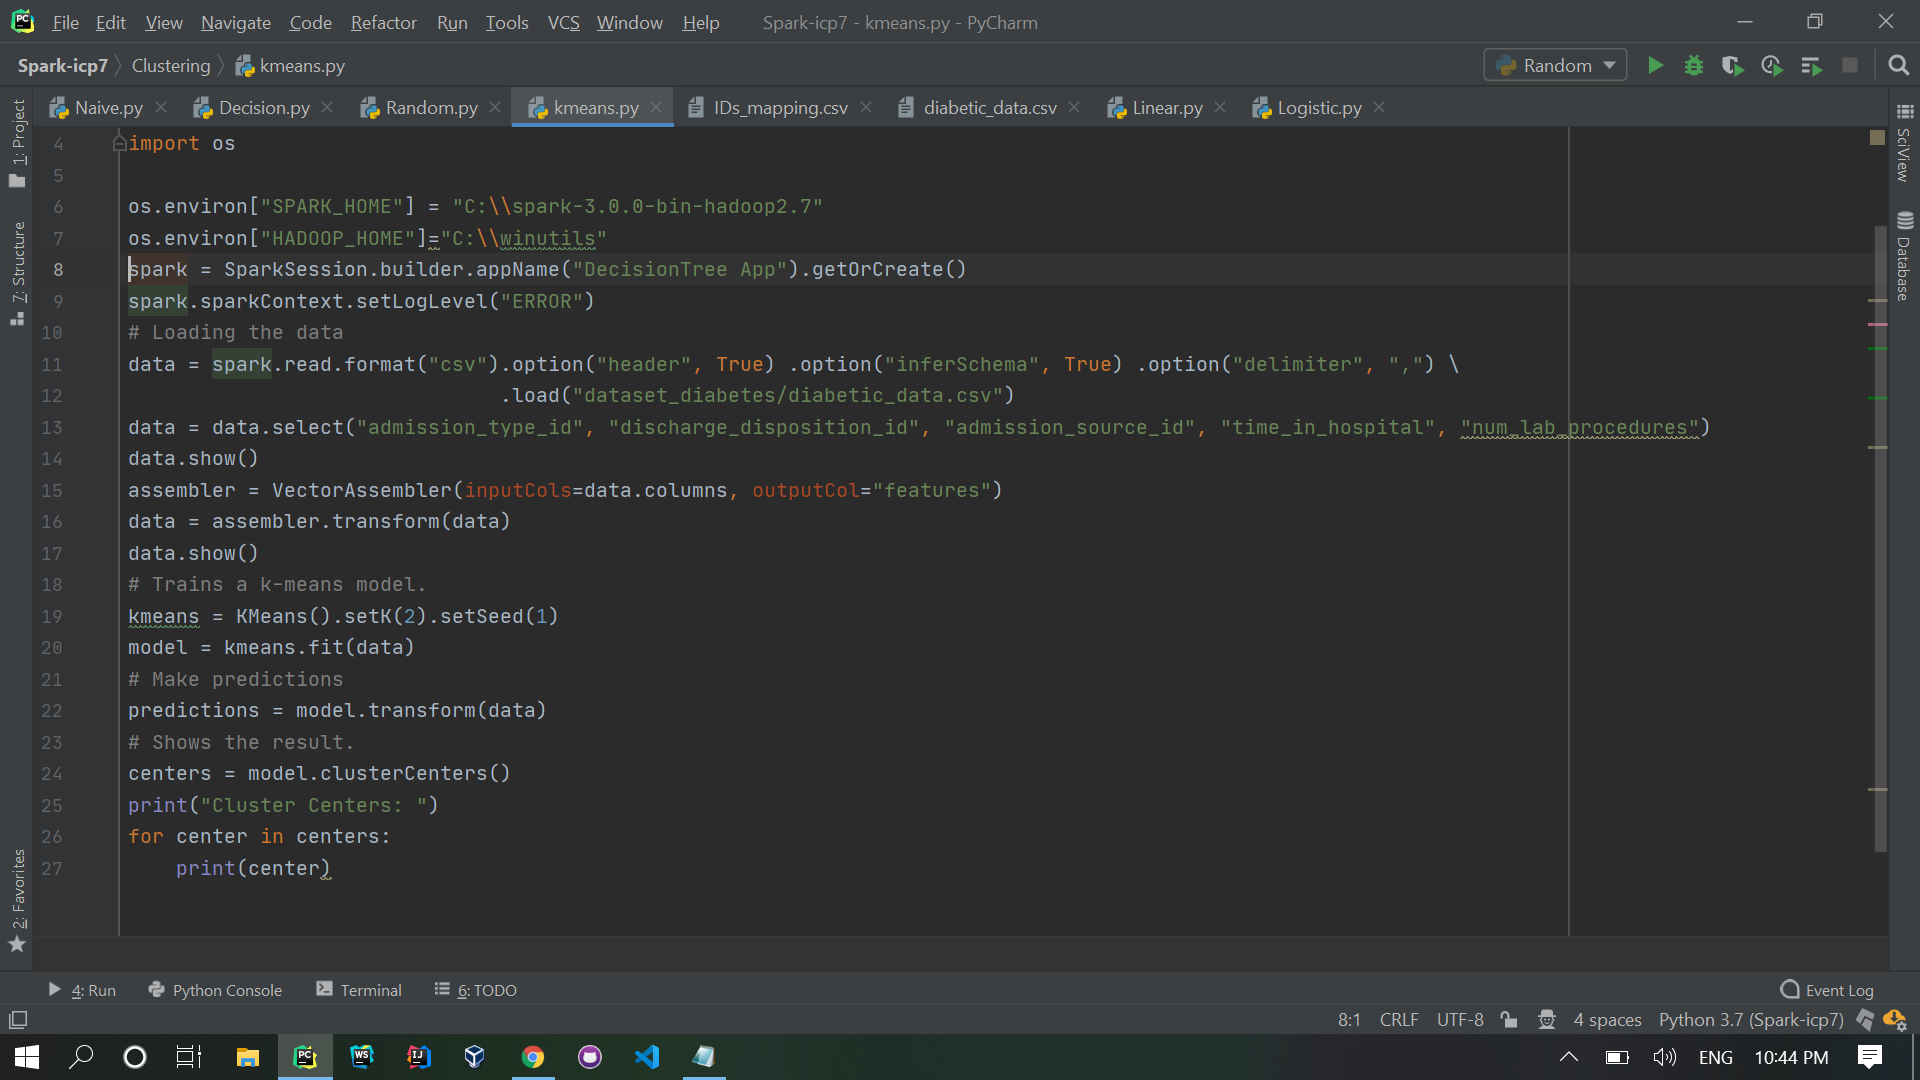 File Edit View Navigate Code Refactor Run Tools VCS Window Help Spark-icp7 - kmeans.py - PyCharm
Spark-icp7 Clustering kmeans.py Random
Naive.py Decision.py Random.py kmeans.py IDs_mapping.csv diabetic_data.csv Linear.py Logistic.py
1: Project
7: Structure
2: Favorites
SciView
Database
4 import os
5
6 os.environ["SPARK_HOME"] = "C:\\spark-3.0.0-bin-hadoop2.7"
7 os.environ["HADOOP_HOME"]="C:\\winutils"
8 spark = SparkSession.builder.appName("DecisionTree App").getOrCreate()
9 spark.sparkContext.setLogLevel("ERROR")
10 # Loading the data
11 data = spark.read.format("csv").option("header", True) .option("inferSchema", True) .option("delimiter", ",") \
12 .load("dataset_diabetes/diabetic_data.csv")
13 data = data.select("admission_type_id", "discharge_disposition_id", "admission_source_id", "time_in_hospital", "num_lab_procedures")
14 data.show()
15 assembler = VectorAssembler(inputCols=data.columns, outputCol="features")
16 data = assembler.transform(data)
17 data.show()
18 # Trains a k-means model.
19 kmeans = KMeans().setK(2).setSeed(1)
20 model = kmeans.fit(data)
21 # Make predictions
22 predictions = model.transform(data)
23 # Shows the result.
24 centers = model.clusterCenters()
25 print("Cluster Centers: ")
26 for center in centers:
27 print(center)
4: Run Python Console Terminal 6: TODO Event Log
8:1 CRLF UTF-8 4 spaces Python 3.7 (Spark-icp7)
PC WS IJ ENG 10:44 PM